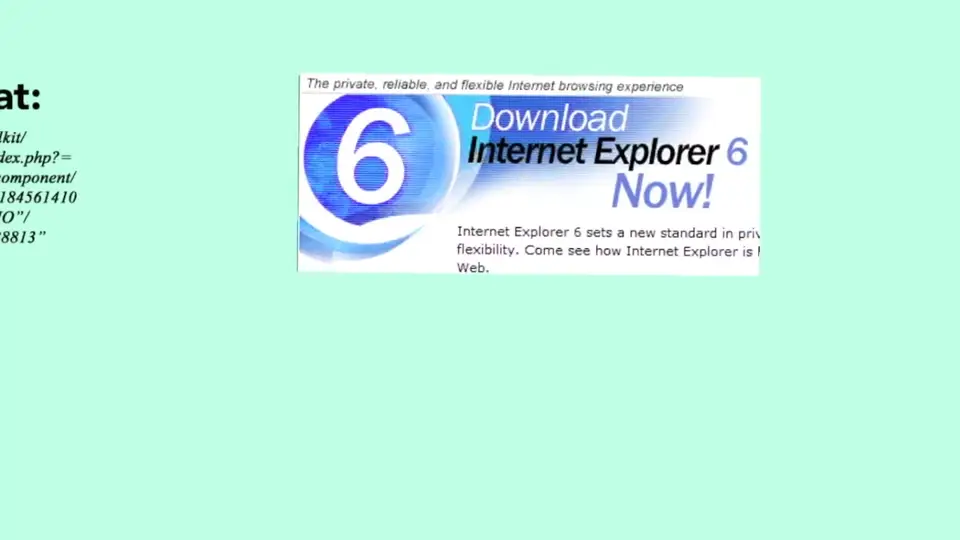 at:
lkit/
dex.php?=
omponent/
184561410
IO”/
8813”
The private, reliable, and flexible Internet browsing experience
6
Download
Internet Explorer 6
Now!
Internet Explorer 6 sets a new standard in priv
flexibility. Come see how Internet Explorer is
Web.